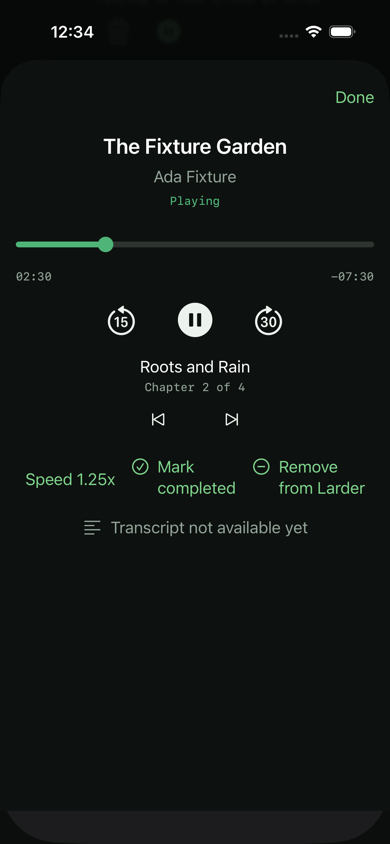 12:34
Done
The Fixture Garden
Ada Fixture
Playing
02:30
–07:30
15
30
Roots and Rain
Chapter 2 of 4
Speed 1.25x
Mark
completed
Remove
from Larder
Transcript not available yet